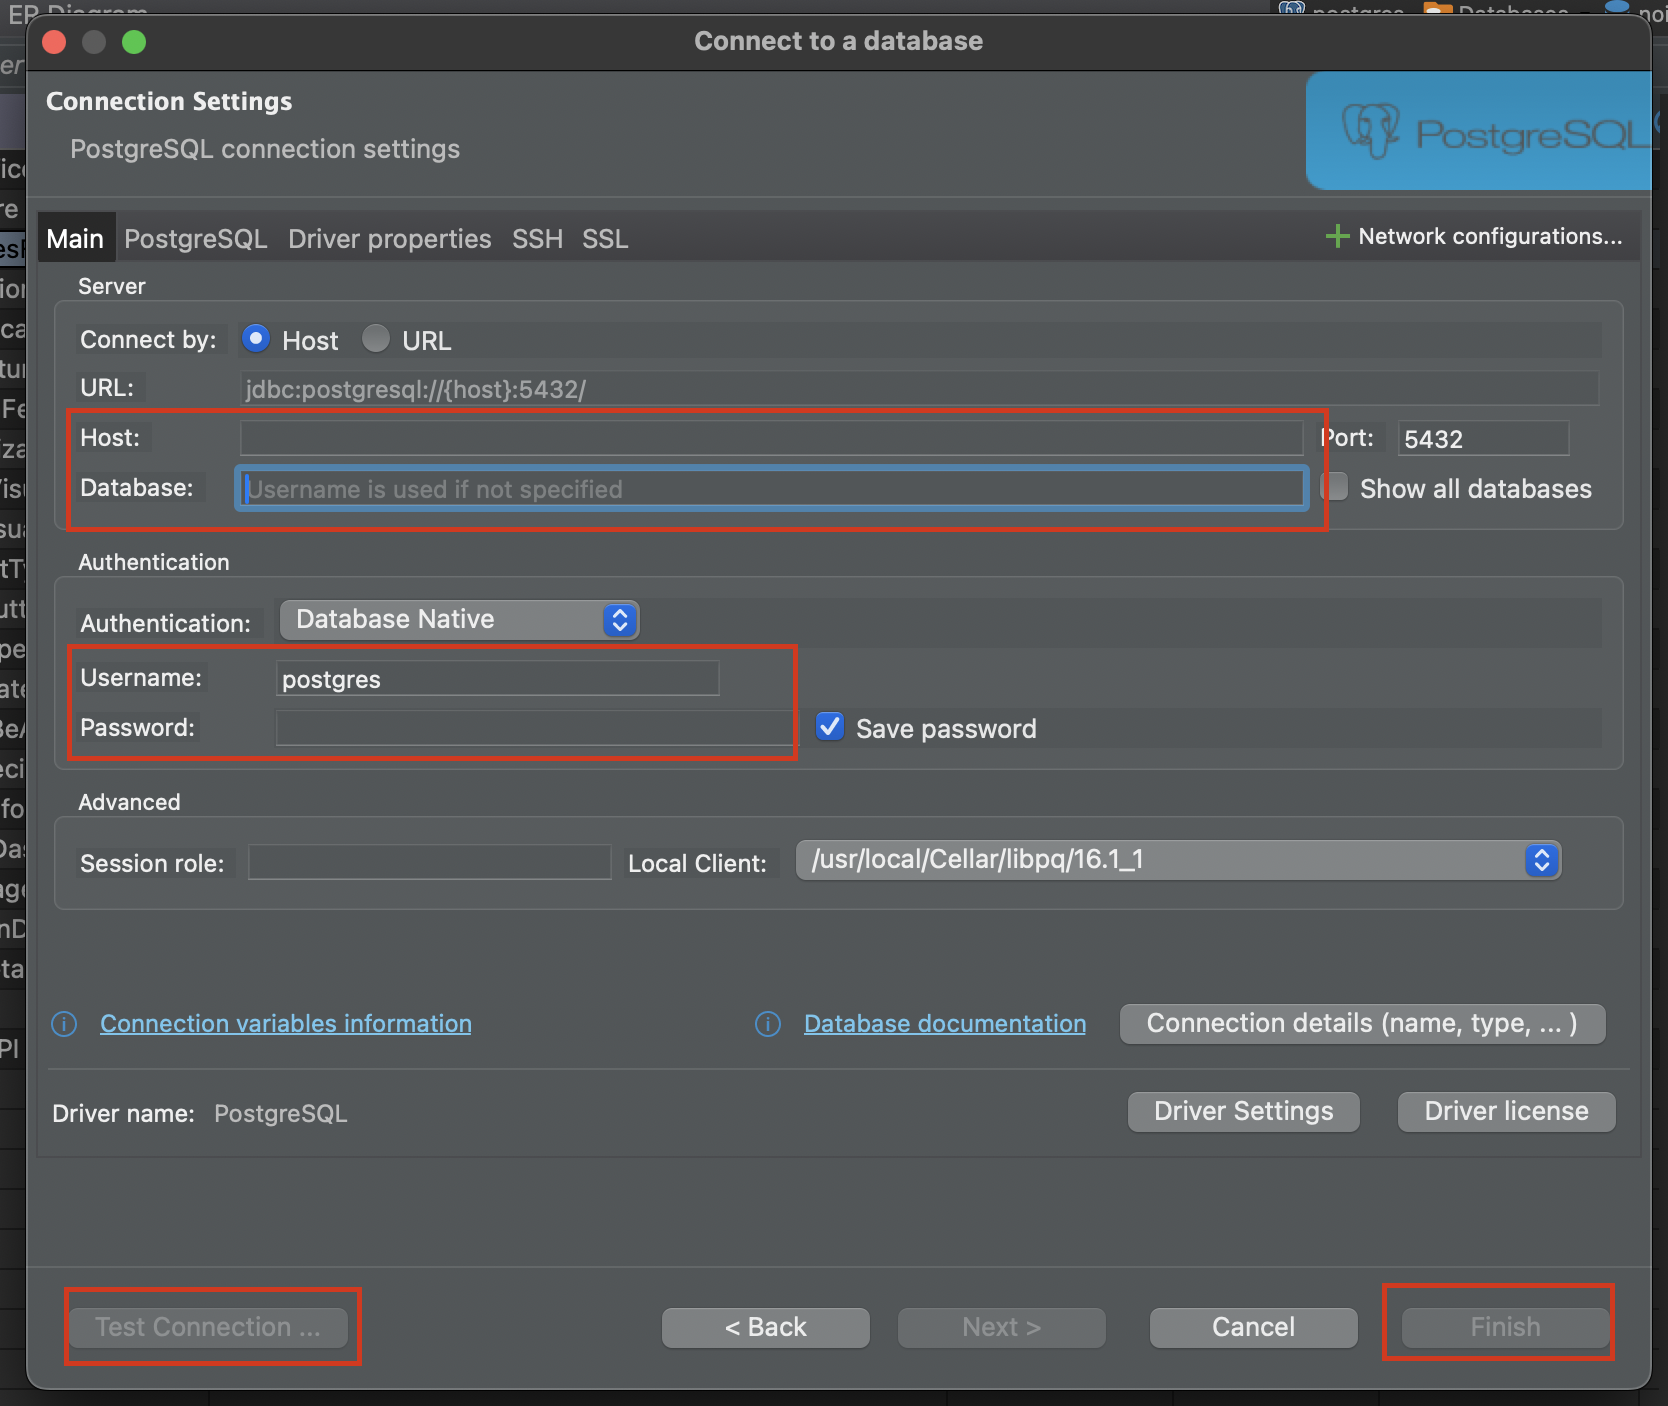 ER Diagram
postgres Databases
Connect to a database
Connection Settings
PostgreSQL connection settings
PostgreSQL
Main PostgreSQL Driver properties SSH SSL
Network configurations...
Server
Connect by: Host URL
URL: jdbc:postgresql://{host}:5432/
Host: Port: 5432
Database: Username is used if not specified Show all databases
Authentication
Authentication: Database Native
Username: postgres
Password: Save password
Advanced
Session role: Local Client: /usr/local/Cellar/libpq/16.1_1
Connection variables information Database documentation Connection details (name, type, ... )
Driver name: PostgreSQL Driver Settings Driver license
Test Connection ... < Back Next > Cancel Finish